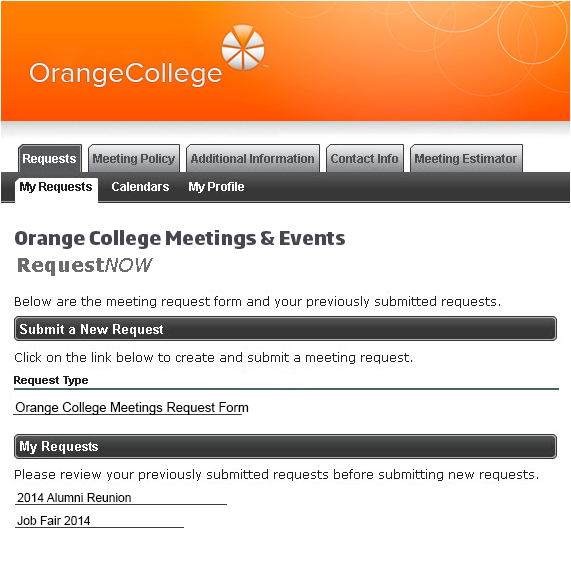 OrangeCollege
Requests Meeting Policy Additional Information Contact Info Meeting Estimator
My Requests Calendars My Profile
Orange College Meetings & Events
RequestNOW
Below are the meeting request form and your previously submitted requests.
Submit a New Request
Click on the link below to create and submit a meeting request.
Request Type
Orange College Meetings Request Form
My Requests
Please review your previously submitted requests before submitting new requests.
2014 Alumni Reunion
Job Fair 2014